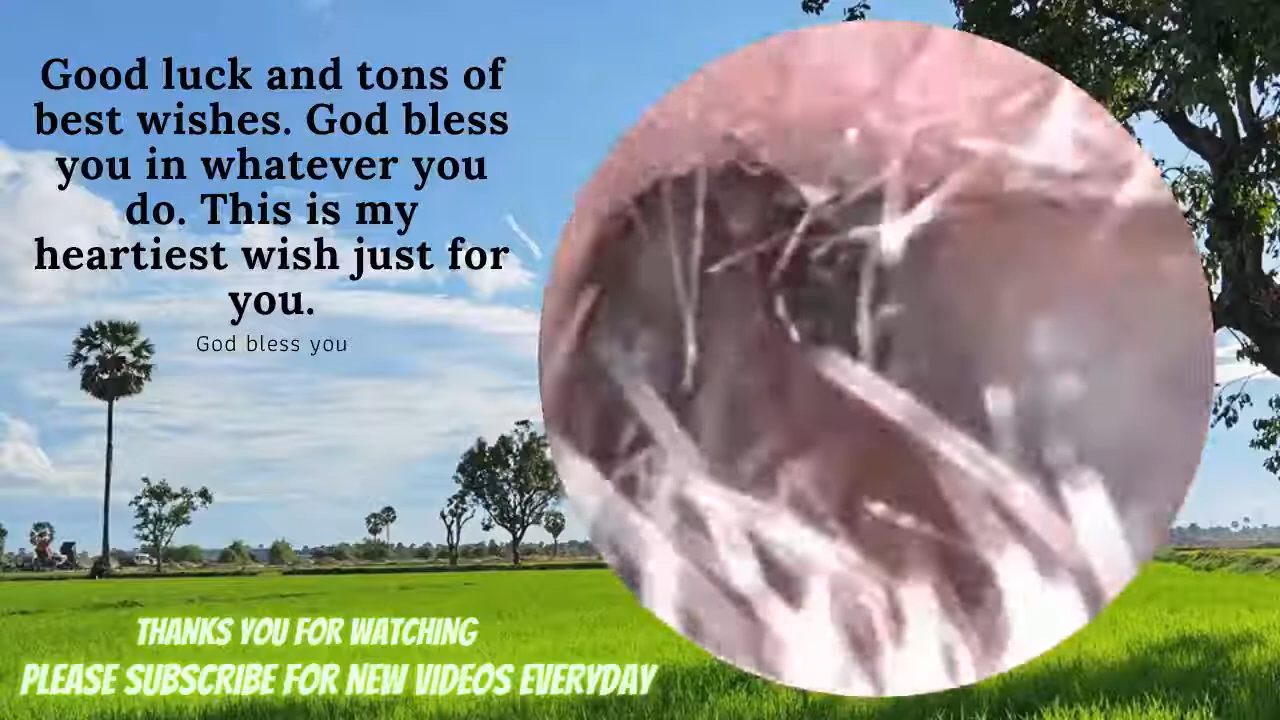 Good luck and tons of
best wishes. God bless
you in whatever you
do. This is my
heartiest wish just for
you.
God bless you
THANKS YOU FOR WATCHING
PLEASE SUBSCRIBE FOR NEW VIDEOS EVERYDAY